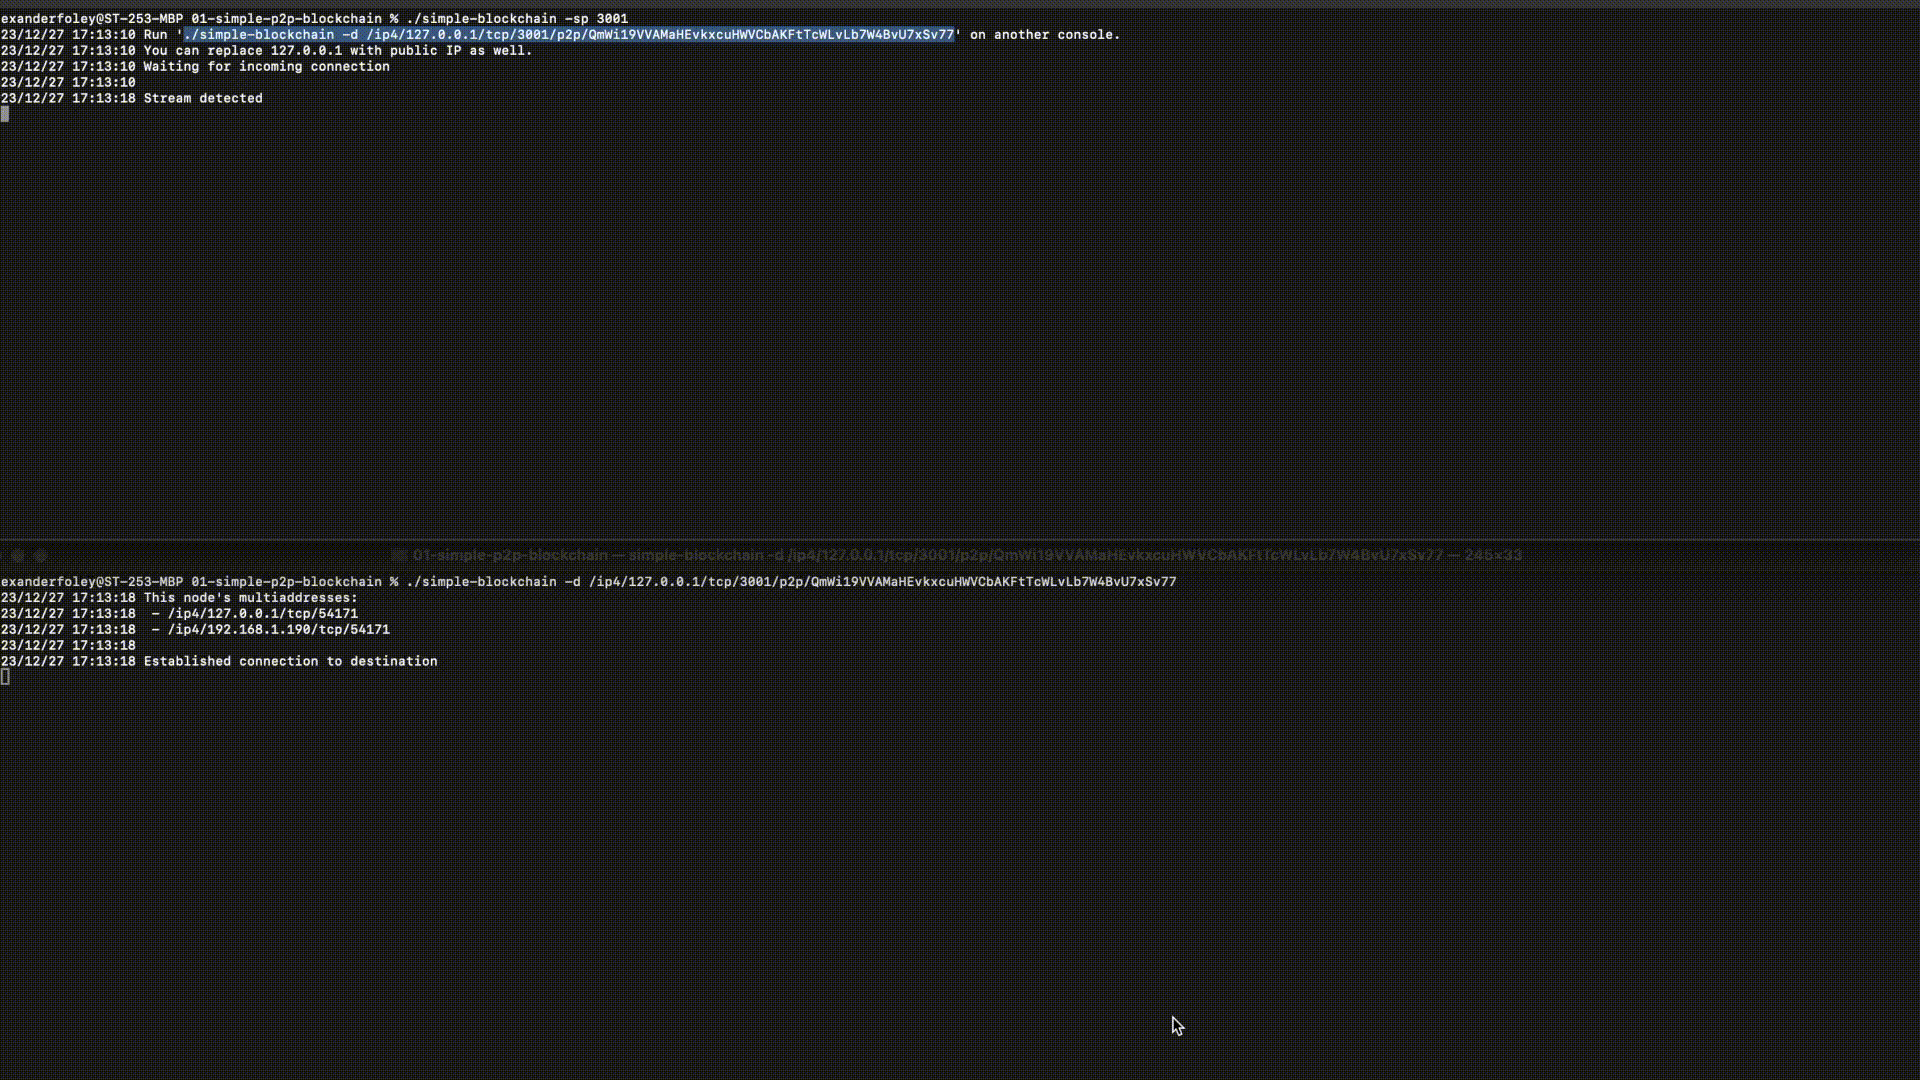 exanderfoley@ST-253-MBP 01-simple-p2p-blockchain % ./simple-blockchain -sp 3001
23/12/27 17:13:10 Run './simple-blockchain -d /ip4/127.0.0.1/tcp/3001/p2p/QmWi19VVAMaHEvkxcuHWVCbAKFtTcWLvLb7W4BvU7xSv77' on another console.
23/12/27 17:13:10 You can replace 127.0.0.1 with public IP as well.
23/12/27 17:13:10 Waiting for incoming connection
23/12/27 17:13:10
23/12/27 17:13:18 Stream detected
01-simple-p2p-blockchain — simple-blockchain -d /ip4/127.0.0.1/tcp/3001/p2p/QmWi19VVAMaHEvkxcuHWVCbAKFtTcWLvLb7W4BvU7xSv77 — 245×33
exanderfoley@ST-253-MBP 01-simple-p2p-blockchain % ./simple-blockchain -d /ip4/127.0.0.1/tcp/3001/p2p/QmWi19VVAMaHEvkxcuHWVCbAKFtTcWLvLb7W4BvU7xSv77
23/12/27 17:13:18 This node's multiaddresses:
23/12/27 17:13:18  - /ip4/127.0.0.1/tcp/54171
23/12/27 17:13:18  - /ip4/192.168.1.190/tcp/54171
23/12/27 17:13:18
23/12/27 17:13:18 Established connection to destination